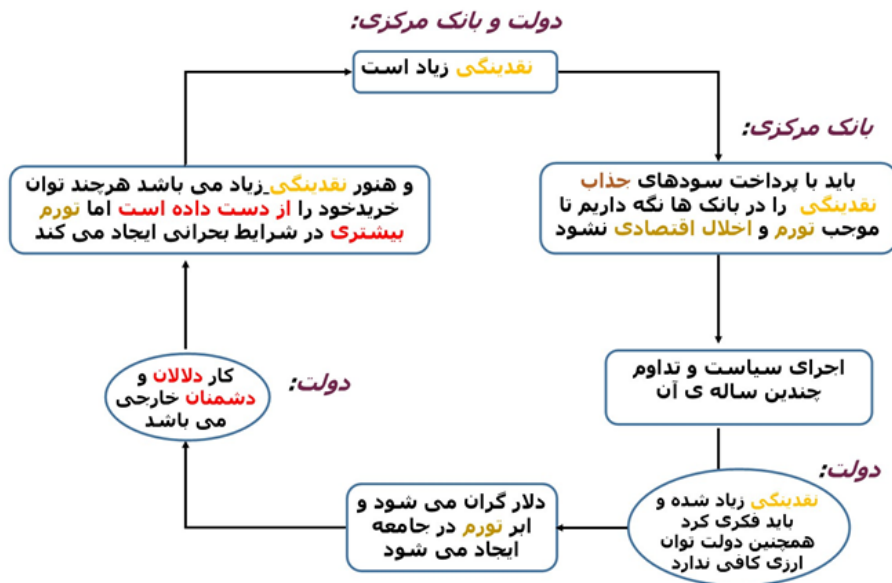 دولت و بانک مرکزی:
نقدینگی زیاد است
بانک مرکزی:
باید با پرداخت سودهای جذاب
نقدینگی را در بانک ها نگه داریم تا
موجب تورم و اخلال اقتصادی نشود
اجرای سیاست و تداوم
چندین ساله ی آن
دولت:
نقدینگی زیاد شده و
باید فکری کرد
همچنین دولت توان
ارزی کافی ندارد
دلار گران می شود و
ابر تورم در جامعه
ایجاد می شود
دولت:
کار دلالان و
دشمنان خارجی
می باشد
و هنور نقدینگی زیاد می باشد هرچند توان
خریدخود را از دست داده است اما تورم
بیشتری در شرایط بحرانی ایجاد می کند